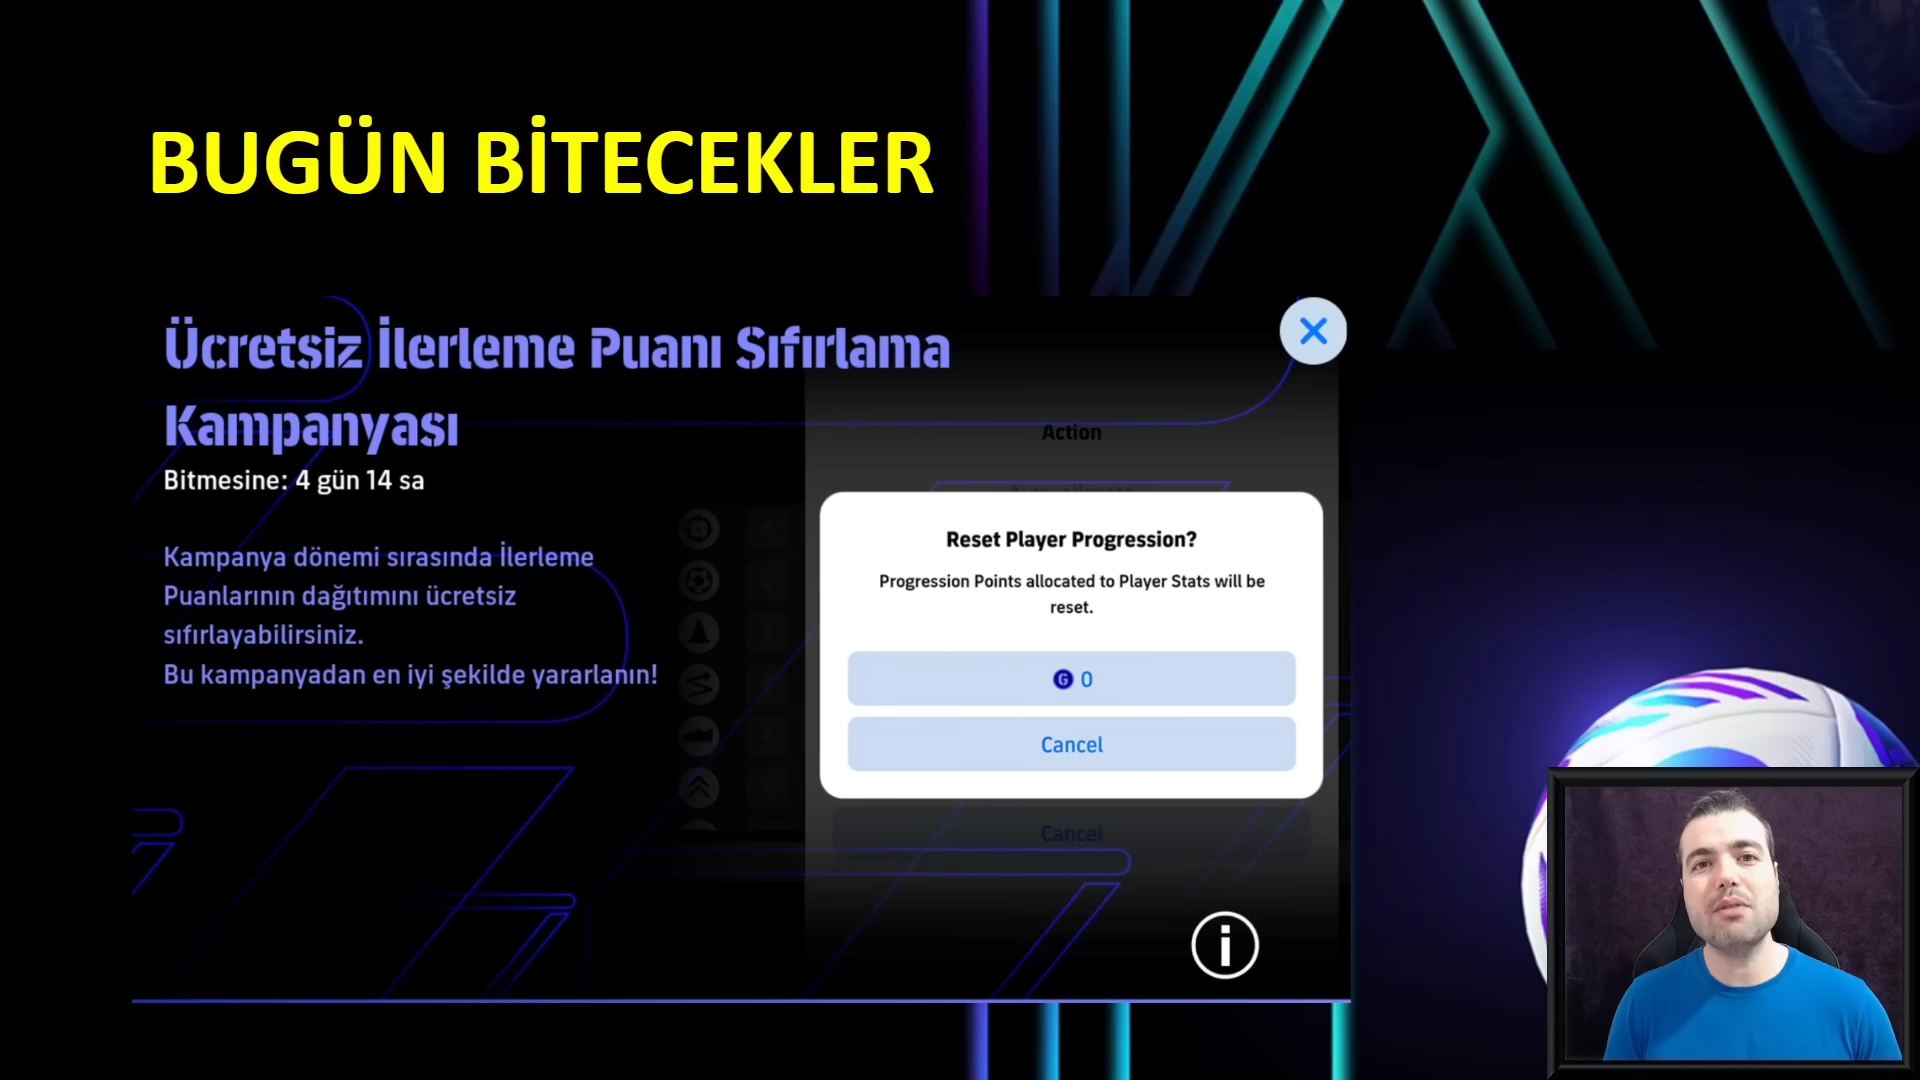 BUGÜN BİTECEKLER
Ücretsiz İlerleme Puanı Sıfırlama
Kampanyası
Bitmesine: 4 gün 14 sa
Kampanya dönemi sırasında İlerleme
Puanlarının dağıtımını ücretsiz
sıfırlayabilirsiniz.
Bu kampanyadan en iyi şekilde yararlanın!
Action
Reset Player Progression?
Progression Points allocated to Player Stats will be
reset.
G 0
Cancel
Cancel